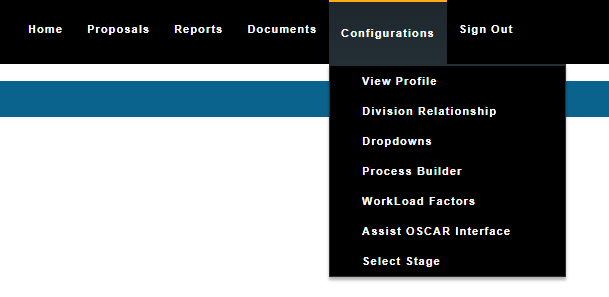 Home Proposals Reports Documents Configurations Sign Out
View Profile
Division Relationship
Dropdowns
Process Builder
WorkLoad Factors
Assist OSCAR Interface
Select Stage